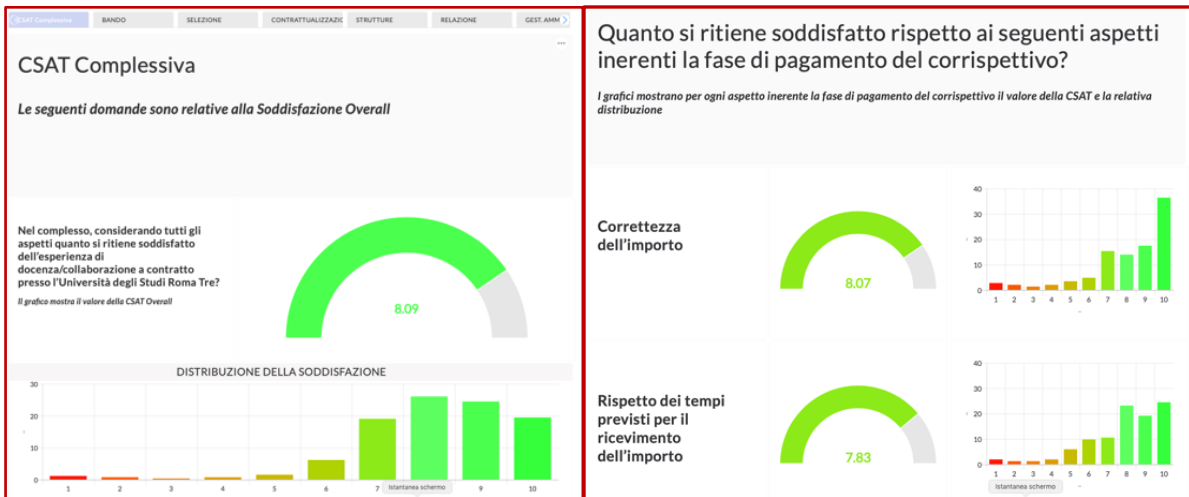 CSAT Complessiva
BANDO
SELEZIONE
CONTRATTUALIZZAZIC
STRUTTURE
RELAZIONE
GEST. AMM
CSAT Complessiva
Le seguenti domande sono relative alla Soddisfazione Overall
Nel complesso, considerando tutti gli
aspetti quanto si ritiene soddisfatto
dell'esperienza di
docenza/collaborazione a contratto
presso l'Università degli Studi Roma Tre?
Il grafico mostra il valore della CSAT Overall
8.09
DISTRIBUZIONE DELLA SODDISFAZIONE
30
20
10
0
1 2 3 4 5 6 7 9 10
Istantanea schermo
Quanto si ritiene soddisfatto rispetto ai seguenti aspetti
inerenti la fase di pagamento del corrispettivo?
I grafici mostrano per ogni aspetto inerente la fase di pagamento del corrispettivo il valore della CSAT e la relativa
distribuzione
Correttezza
dell'importo
8.07
40
30
20
10
0
1 2 3 4 5 6 7 8 9 10
Rispetto dei tempi
previsti per il
ricevimento
dell'importo
7.83
40
30
20
10
0
1 2 3 4 5 6 7 8 9 10
Istantanea schermo